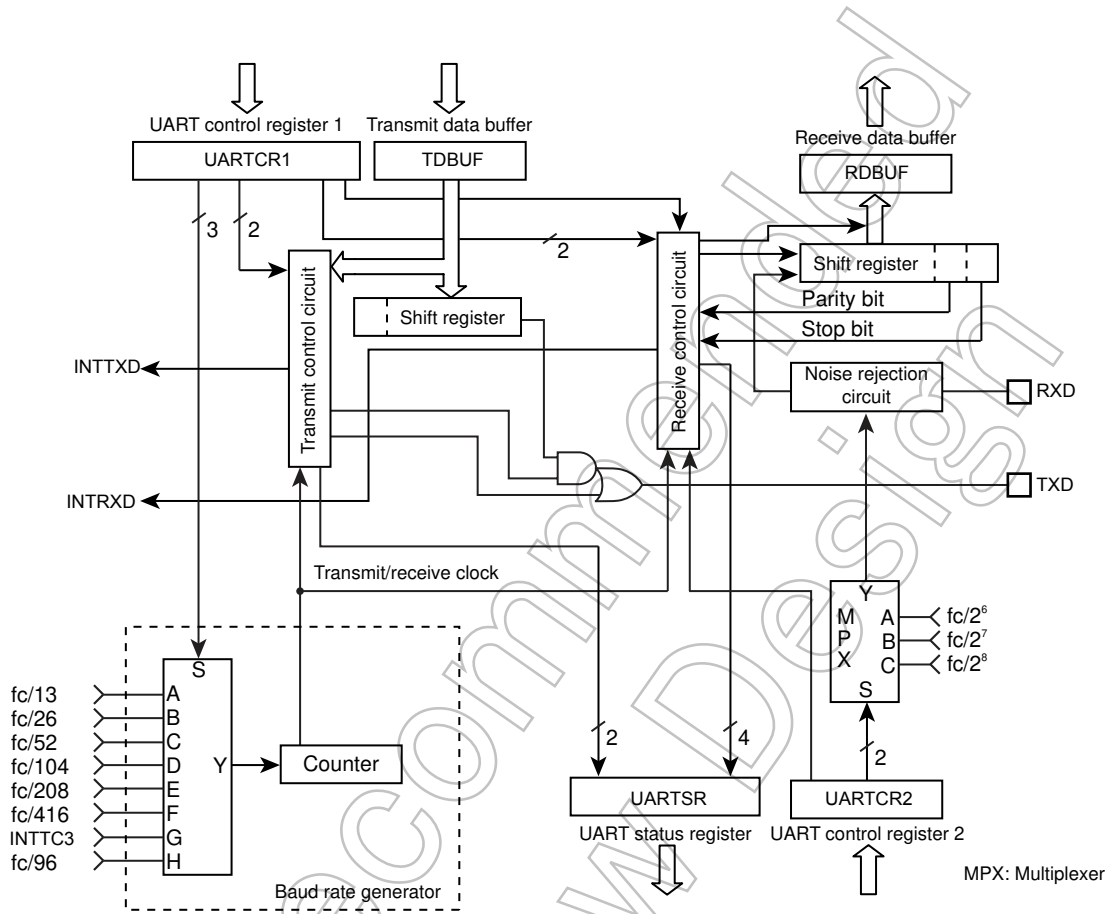 UART control register 1
Transmit data buffer
Receive data buffer
UARTCR1
TDBUF
RDBUF
3
2
2
Transmit control circuit
Receive control circuit
Shift register
Shift register
Parity bit
Stop bit
INTTXD
Noise rejection
circuit
RXD
INTRXD
TXD
Transmit/receive clock
Y
M
P
X
A
B
C
S
fc/2⁶
fc/2⁷
fc/2⁸
S
fc/13
A
fc/26
B
fc/52
C
fc/104
D
Y
Counter
fc/208
E
fc/416
F
INTTC3
G
fc/96
H
Baud rate generator
2
4
2
UARTSR
UARTCR2
UART status register
UART control register 2
MPX: Multiplexer
ecommended
w Design